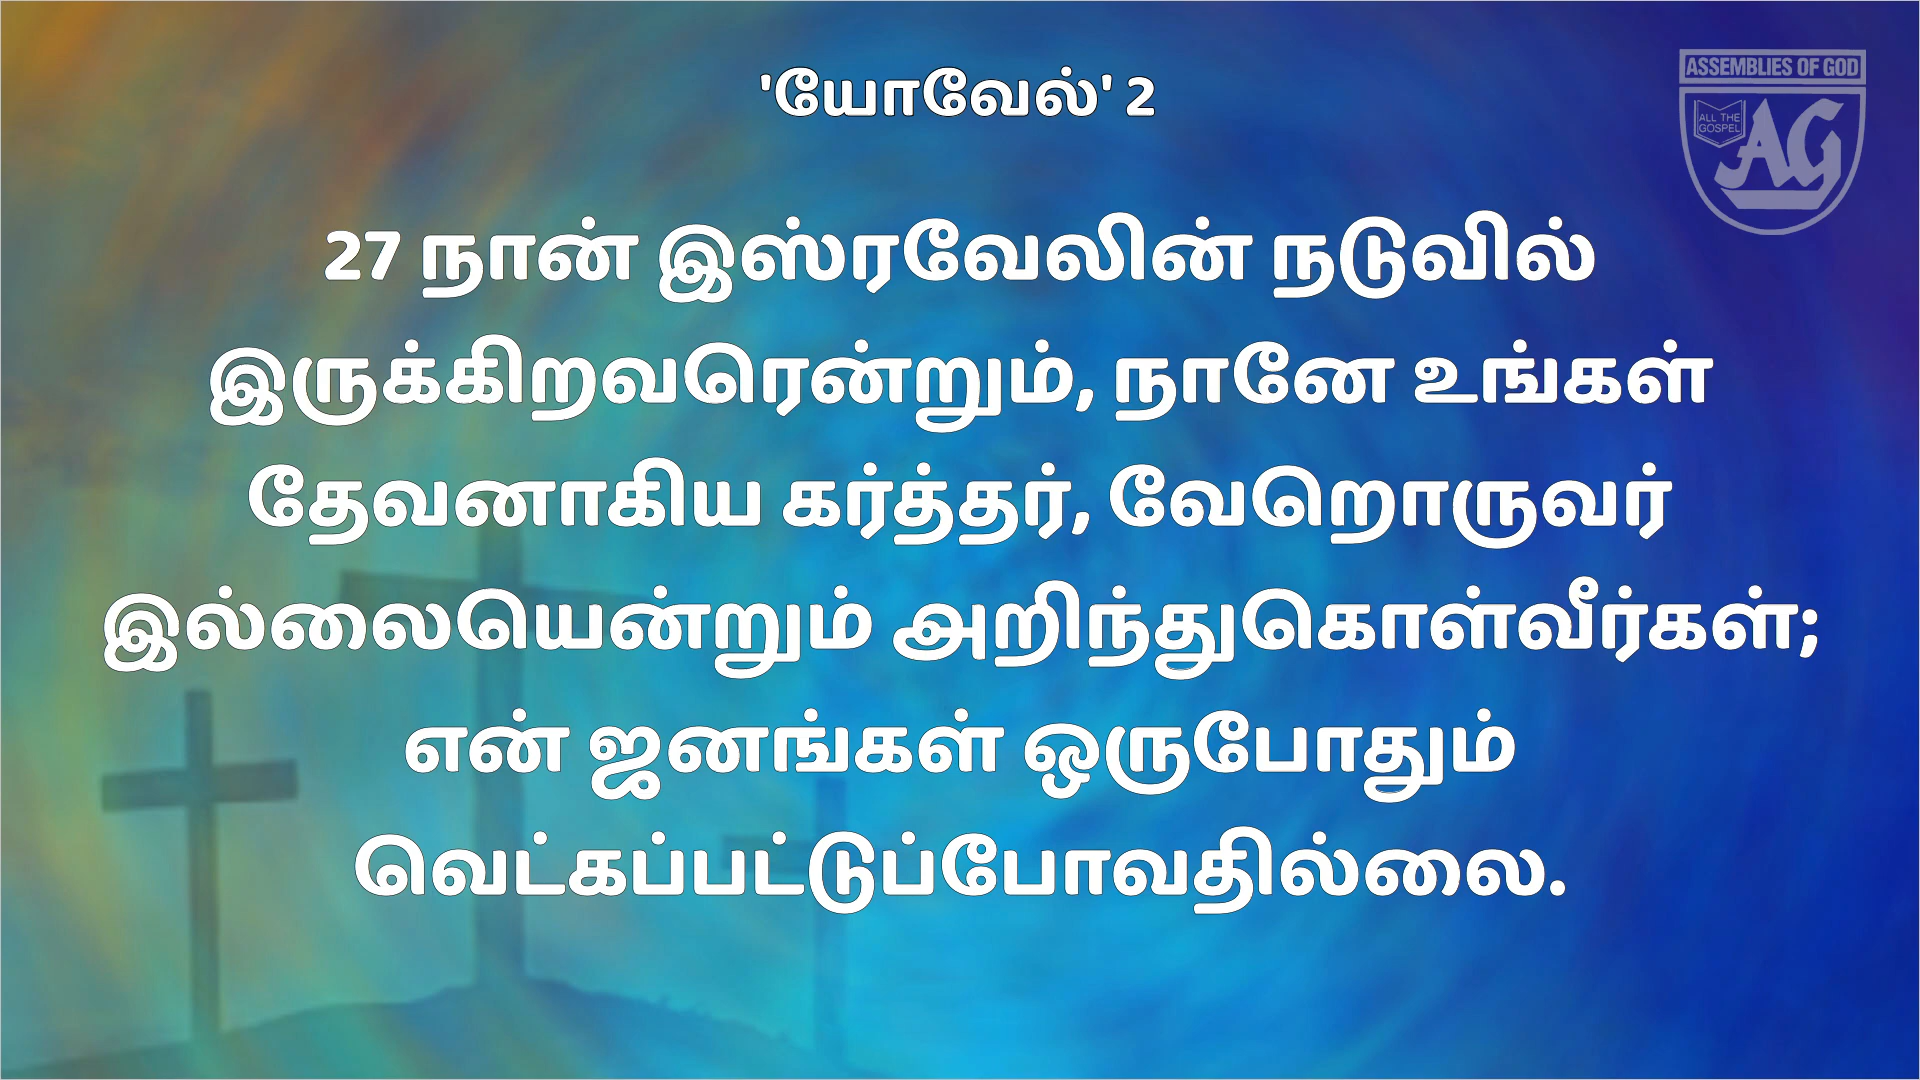 'யோவேல்' 2
ASSEMBLIES OF GOD
ALL THE
GOSPEL
AG
27 நான் இஸ்ரவேலின் நடுவில்
இருக்கிறவரென்றும், நானே உங்கள்
தேவனாகிய கர்த்தர், வேறொருவர்
இல்லையென்றும் அறிந்துகொள்வீர்கள்;
என் ஜனங்கள் ஒருபோதும்
வெட்கப்பட்டுப்போவதில்லை.